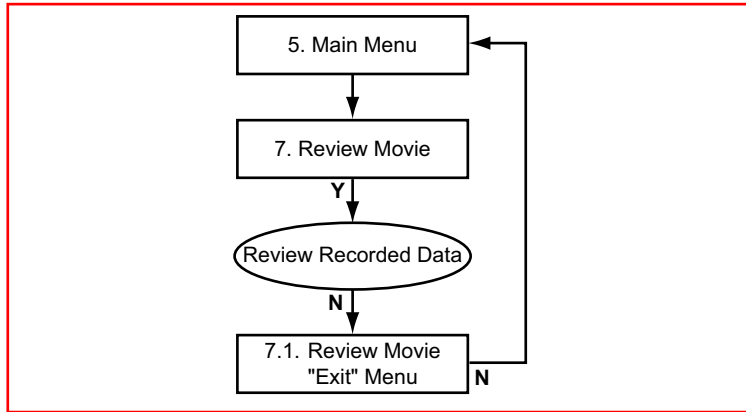 5. Main Menu
7. Review Movie
Y
Review Recorded Data
N
7.1. Review Movie
"Exit" Menu
N